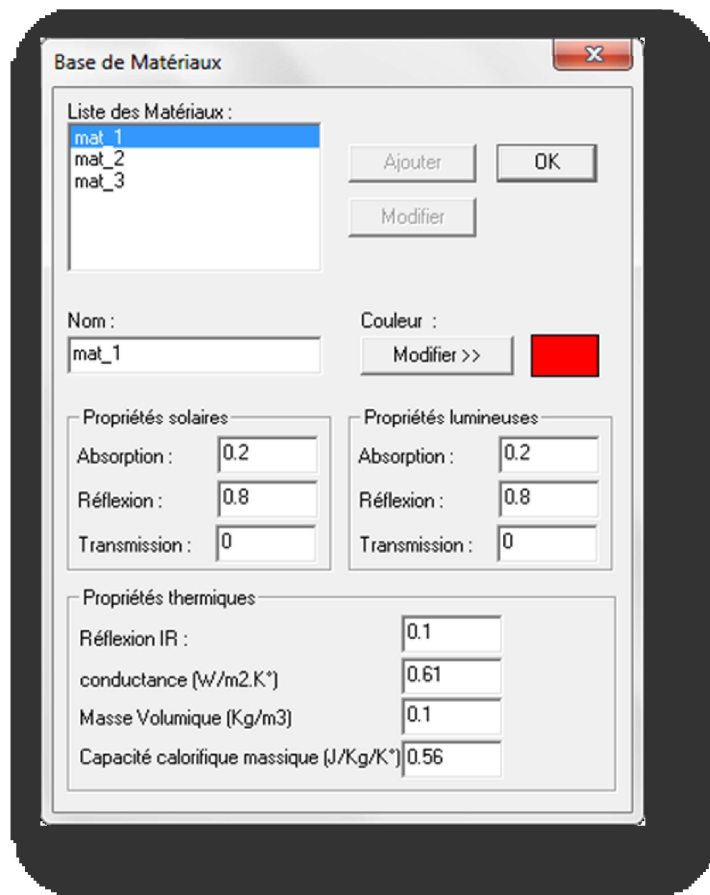 Base de Matériaux
Liste des Matériaux :
mat_1
mat_2
mat_3
Ajouter
OK
Modifier
Nom :
mat_1
Couleur :
Modifier >>
Propriétés solaires
Absorption : 0.2
Réflexion : 0.8
Transmission : 0
Propriétés lumineuses
Absorption : 0.2
Réflexion : 0.8
Transmission : 0
Propriétés thermiques
Réflexion IR : 0.1
conductance (W/m2.K°) 0.61
Masse Volumique (Kg/m3) 0.1
Capacité calorifique massique (J/Kg/K°) 0.56